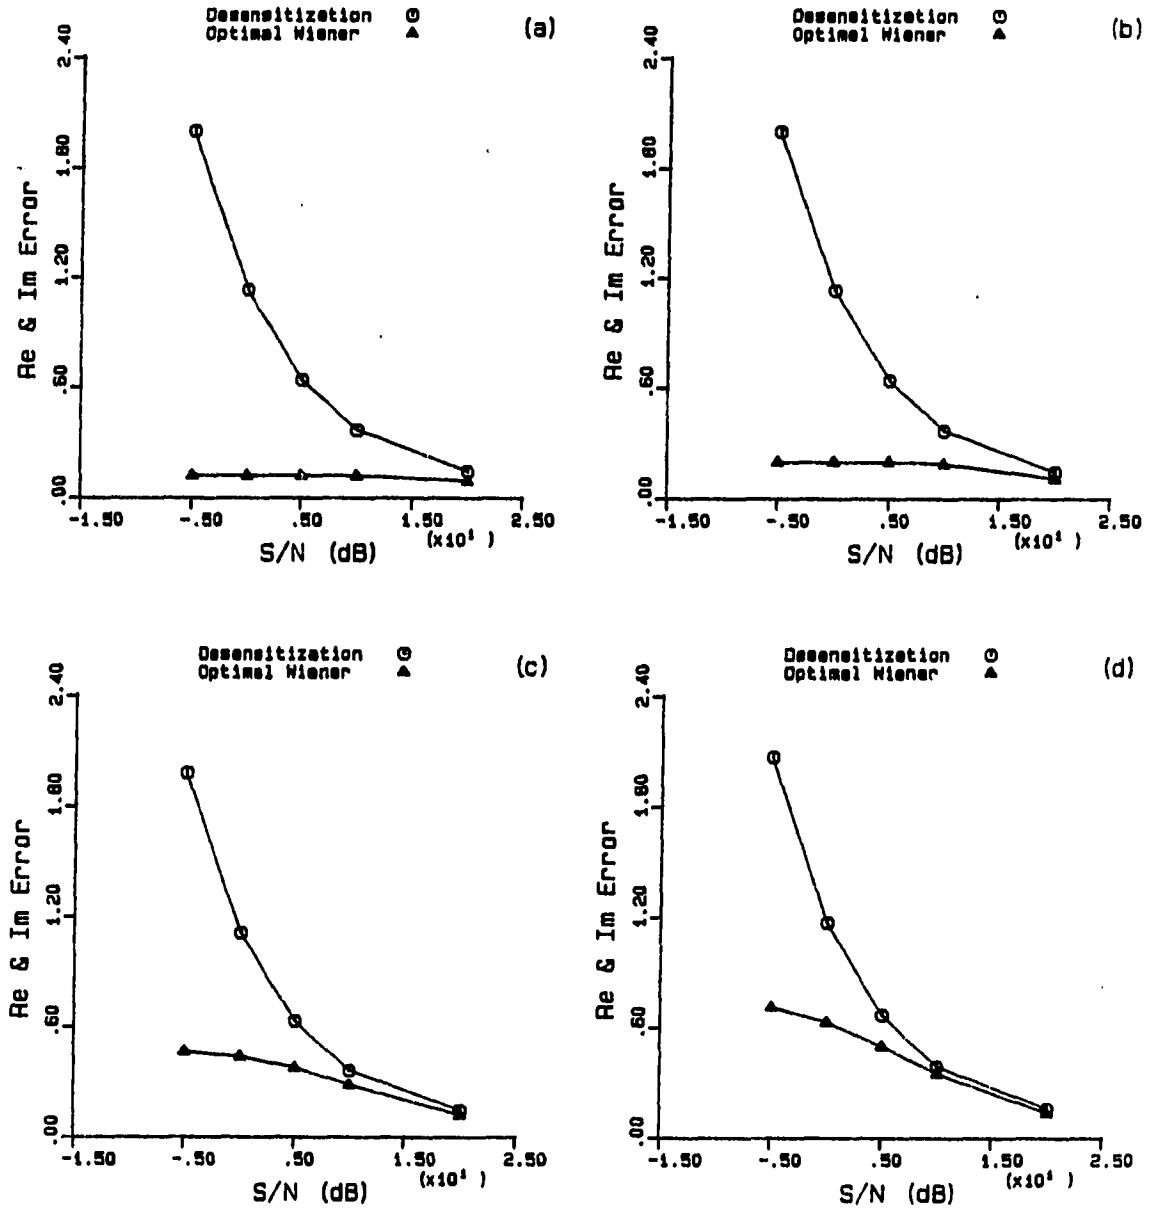 Desensitization
Optimal Wiener
(a)
2.40
1.80
1.20
.60
.00
Re & Im Error
-1.50
-.50
.50
1.50
2.50
(x10¹ )
S/N (dB)
Desensitization
Optimal Wiener
(b)
2.40
1.80
1.20
.60
.00
Re & Im Error
-1.50
-.50
.50
1.50
2.50
(x10¹ )
S/N (dB)
Desensitization
Optimal Wiener
(c)
2.40
1.80
1.20
.60
.00
Re & Im Error
-1.50
-.50
.50
1.50
2.50
(x10¹ )
S/N (dB)
Desensitization
Optimal Wiener
(d)
2.40
1.80
1.20
.60
.00
Re & Im Error
-1.50
-.50
.50
1.50
2.50
(x10¹ )
S/N (dB)